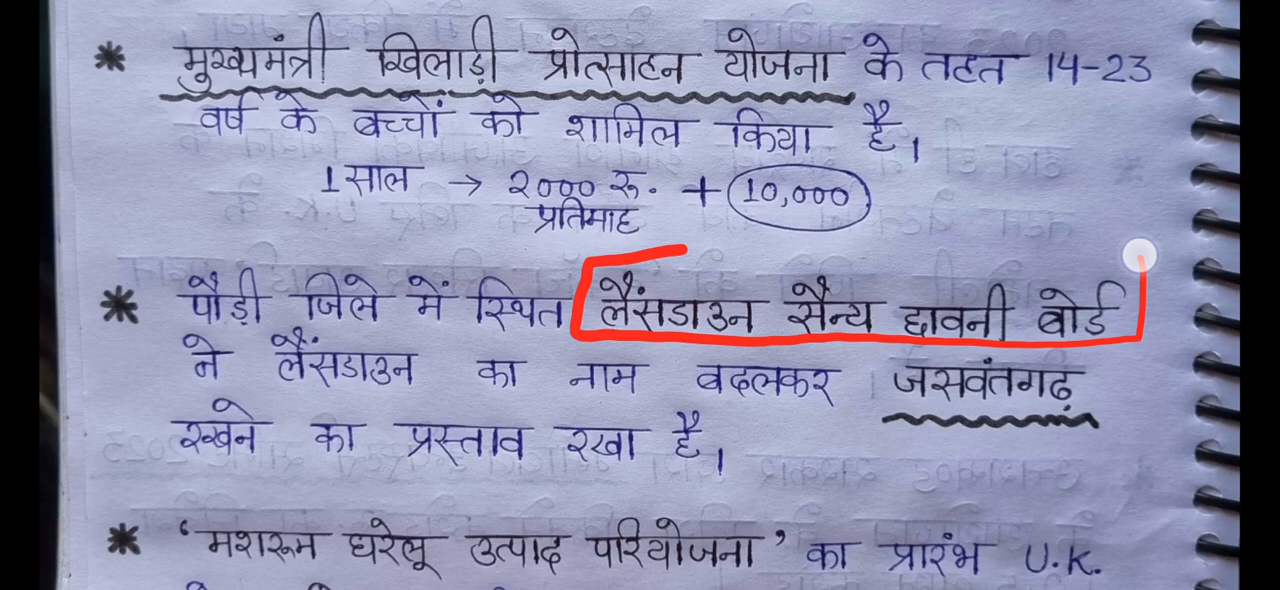 * मुख्यमंत्री खिलाड़ी प्रोत्साहन योजना के तहत 14-23
वर्ष के बच्चों को शामिल किया है।
1 साल → 2000 रु. + 10,000
प्रतिमाह
* पौड़ी जिले में स्थित लैंसडाउन सैन्य छावनी बोर्ड
ने लैंसडाउन का नाम बदलकर जसवंतगढ़
रखने का प्रस्ताव रखा है।
* ‘मशरूम घरेलू उत्पाद परियोजना’ का प्रारंभ U.K.